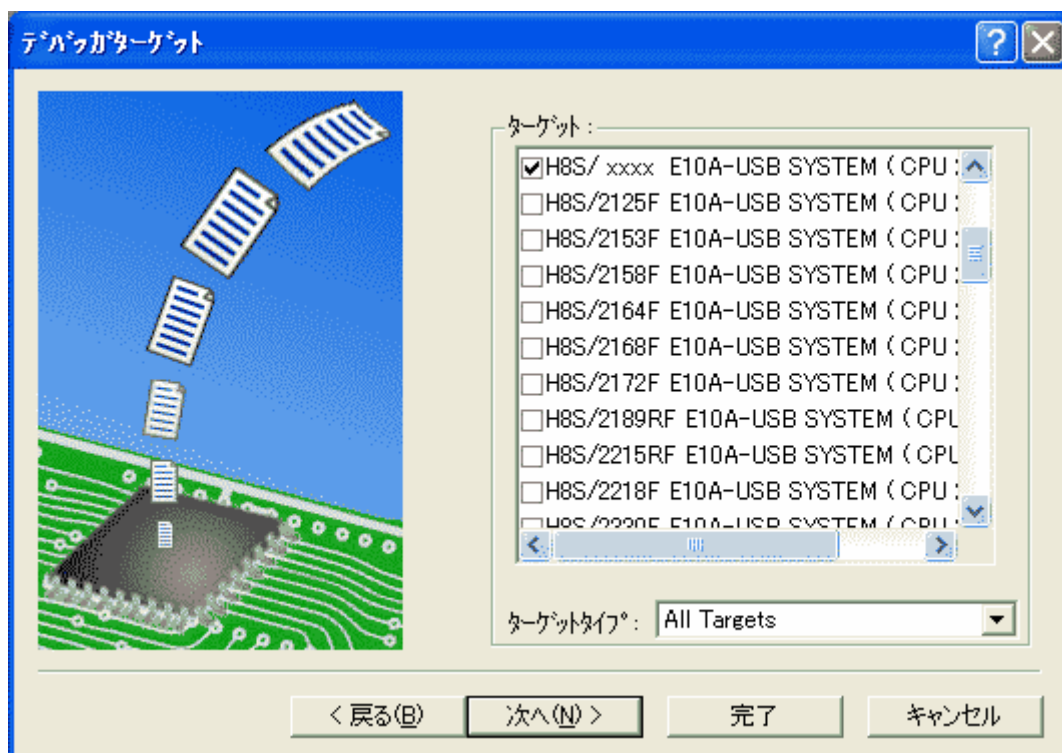 デバッガターゲット
ターゲット :
H8S/ xxxx E10A-USB SYSTEM ( CPU
H8S/2125F E10A-USB SYSTEM ( CPU
H8S/2153F E10A-USB SYSTEM ( CPU
H8S/2158F E10A-USB SYSTEM ( CPU
H8S/2164F E10A-USB SYSTEM ( CPU
H8S/2168F E10A-USB SYSTEM ( CPU
H8S/2172F E10A-USB SYSTEM ( CPU
H8S/2189RF E10A-USB SYSTEM ( CPU
H8S/2215RF E10A-USB SYSTEM ( CPU
H8S/2218F E10A-USB SYSTEM ( CPU
E10A-USB SYSTEM ( CPU
ターゲットタイプ : All Targets
< 戻る(B) 次へ(N) > 完了 キャンセル